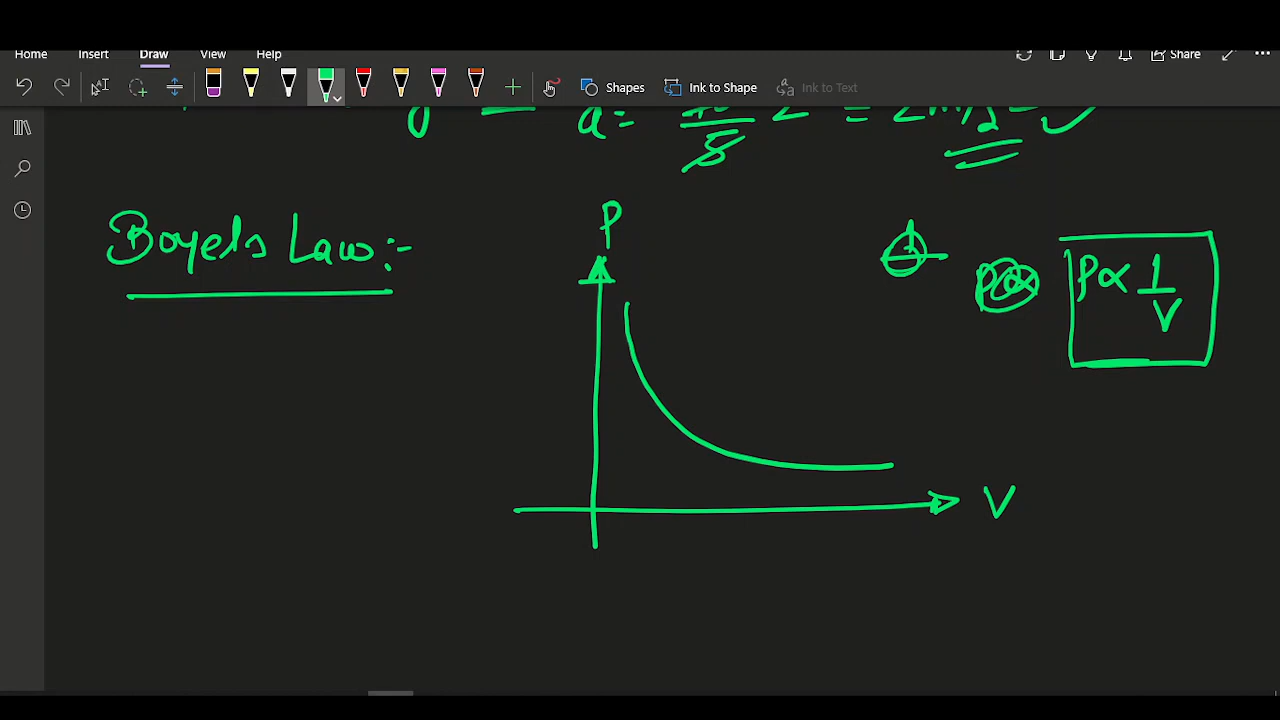 Home Insert Draw View Help Share
Shapes Ink to Shape Ink to Text
a=
Boyels Law:-
P
P∝ 1
V
V